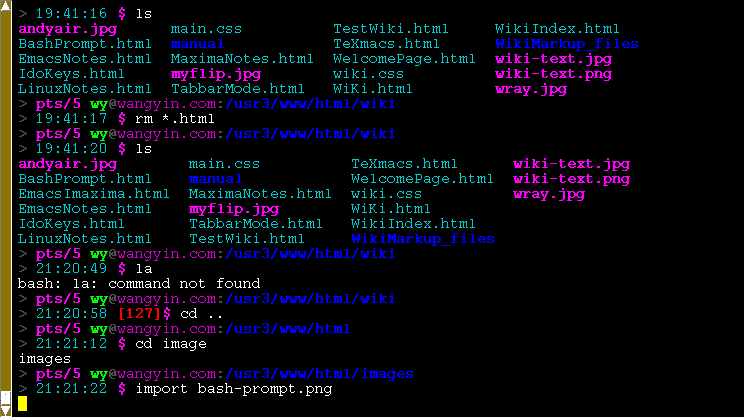 > 19:41:16 $ ls
andyair.jpg main.css TestWiki.html WikiIndex.html
BashPrompt.html manual TeXmacs.html WikiMarkup_files
EmacsNotes.html MaximaNotes.html WelcomePage.html wiki-text.jpg
IdoKeys.html myflip.jpg wiki.css wiki-text.png
LinuxNotes.html TabbarMode.html WiKi.html wray.jpg
> pts/5 wy@wangyin.com:/usr3/www/html/wiki
> 19:41:17 $ rm *.html
> pts/5 wy@wangyin.com:/usr3/www/html/wiki
> 19:41:20 $ ls
andyair.jpg main.css TeXmacs.html wiki-text.jpg
BashPrompt.html manual WelcomePage.html wiki-text.png
EmacsImaxima.html MaximaNotes.html wiki.css wray.jpg
EmacsNotes.html myflip.jpg WiKi.html
IdoKeys.html TabbarMode.html WikiIndex.html
LinuxNotes.html TestWiki.html WikiMarkup_files
> pts/5 wy@wangyin.com:/usr3/www/html/wiki
> 21:20:49 $ la
bash: la: command not found
> pts/5 wy@wangyin.com:/usr3/www/html/wiki
> 21:20:58 [127]$ cd ..
> pts/5 wy@wangyin.com:/usr3/www/html
> 21:21:12 $ cd image
images
> pts/5 wy@wangyin.com:/usr3/www/html/images
> 21:21:22 $ import bash-prompt.png